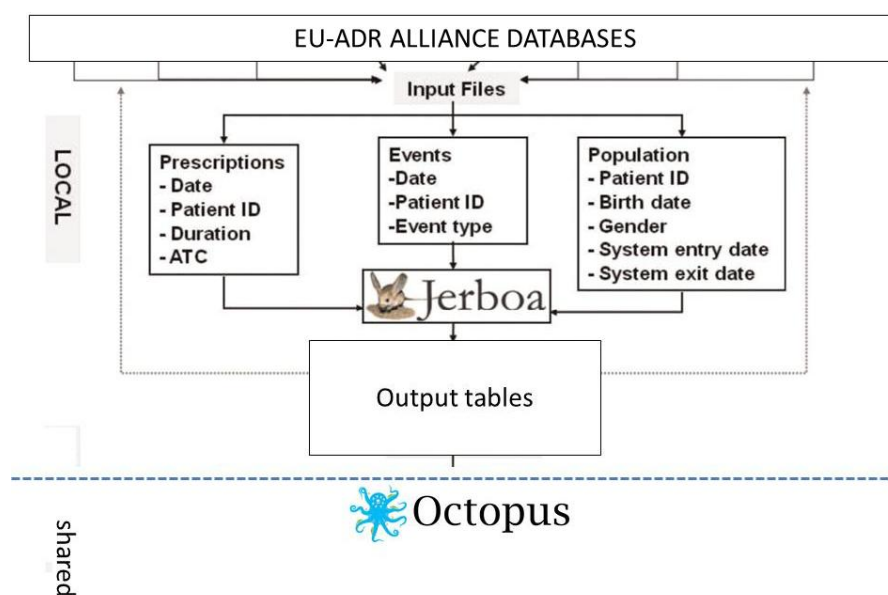 EU-ADR ALLIANCE DATABASES
Input Files
LOCAL
Prescriptions
- Date
- Patient ID
- Duration
- ATC
Events
-Date
-Patient ID
-Event type
Population
- Patient ID
- Birth date
- Gender
- System entry date
- System exit date
Jerboa
Output tables
Octopus
shared